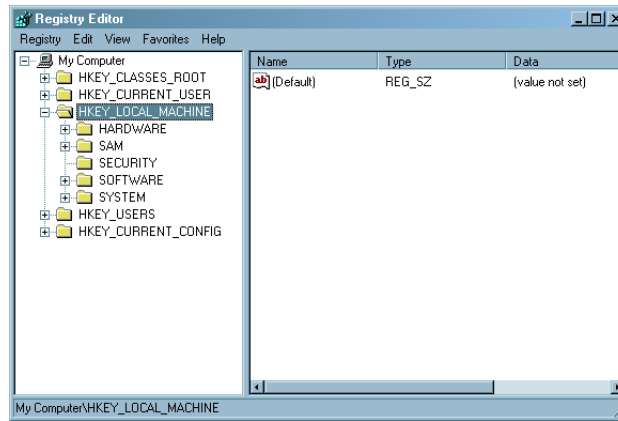 Registry Editor
Registry Edit View Favorites Help
My Computer
HKEY_CLASSES_ROOT
HKEY_CURRENT_USER
HKEY_LOCAL_MACHINE
HARDWARE
SAM
SECURITY
SOFTWARE
SYSTEM
HKEY_USERS
HKEY_CURRENT_CONFIG
Name Type Data
ab (Default) REG_SZ (value not set)
My Computer\HKEY_LOCAL_MACHINE